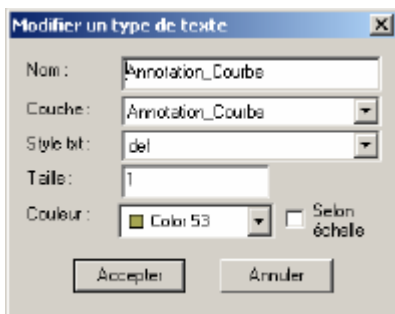 Modifier un type de texte
Nom : Annotation_Courbe
Couche : Annotation_Courbe
Style txt : def
Taille : 1
Couleur : Color 53 Selon échelle
Accepter Annuler